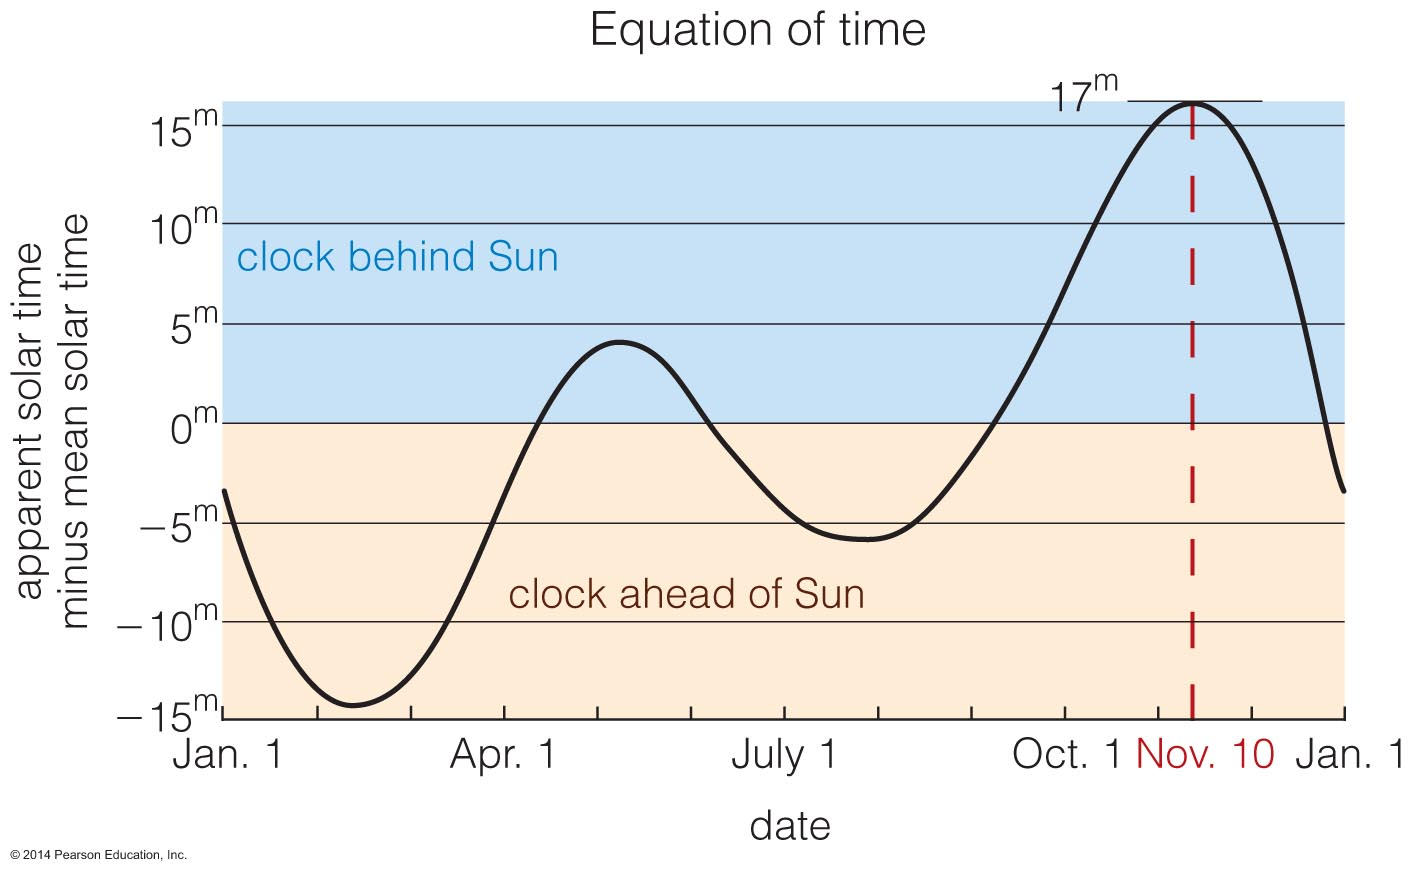 Equation of time
17ᵐ
15ᵐ
10ᵐ
clock behind Sun
5ᵐ
0ᵐ
−5ᵐ
clock ahead of Sun
−10ᵐ
−15ᵐ
apparent solar time
minus mean solar time
Jan. 1 Apr. 1 July 1 Oct. 1 Nov. 10 Jan. 1
date
© 2014 Pearson Education, Inc.